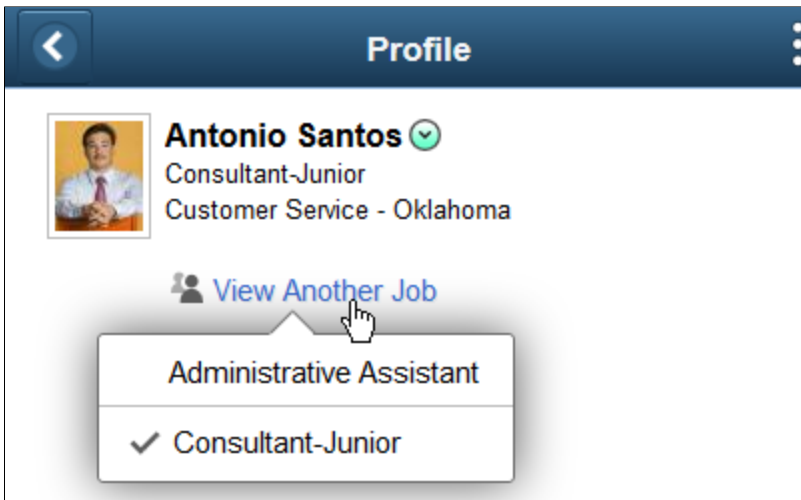 Profile
Antonio Santos
Consultant-Junior
Customer Service - Oklahoma
View Another Job
Administrative Assistant
Consultant-Junior